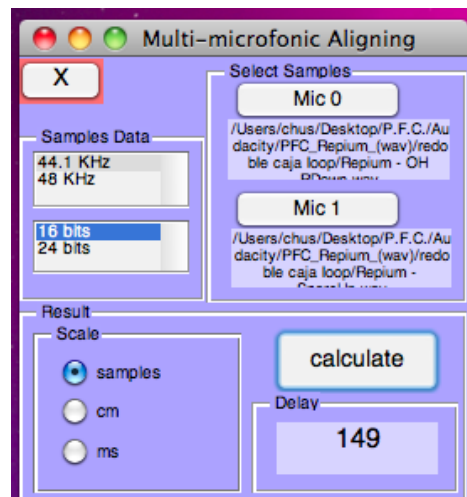 Multi-microfonic Aligning
X
Select Samples
Mic 0
/Users/chus/Desktop/P.F.C./Au
dacity/PFC_Repium_(wav)/redo
ble caja loop/Repium - OH
Samples Data
44.1 KHz
48 KHz
16 bits
24 bits
Mic 1
/Users/chus/Desktop/P.F.C./Au
dacity/PFC_Repium_(wav)/redo
ble caja loop/Repium -
Result
Scale
samples
cm
ms
calculate
Delay
149